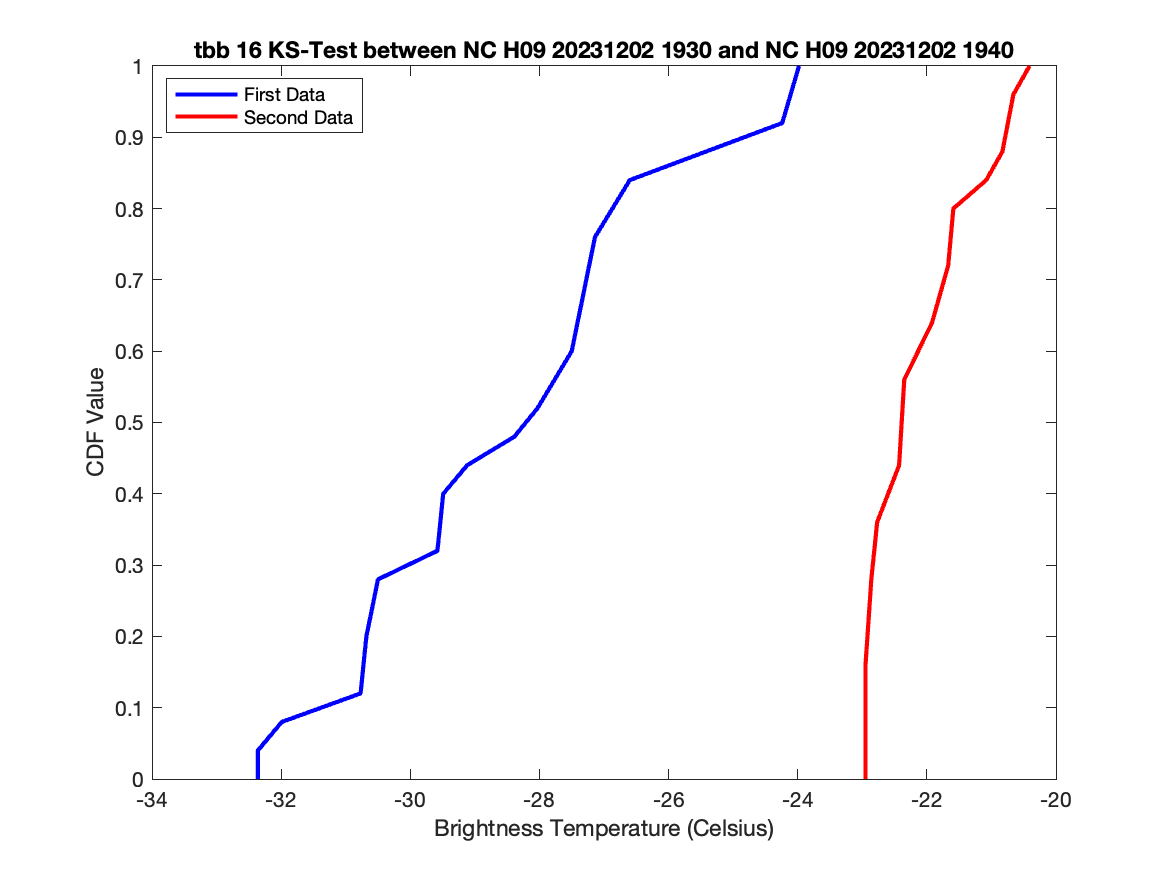 tbb 16 KS-Test between NC H09 20231202 1930 and NC H09 20231202 1940
First Data
Second Data
1
0.9
0.8
0.7
0.6
0.5
0.4
0.3
0.2
0.1
0
CDF Value
-34 -32 -30 -28 -26 -24 -22 -20
Brightness Temperature (Celsius)